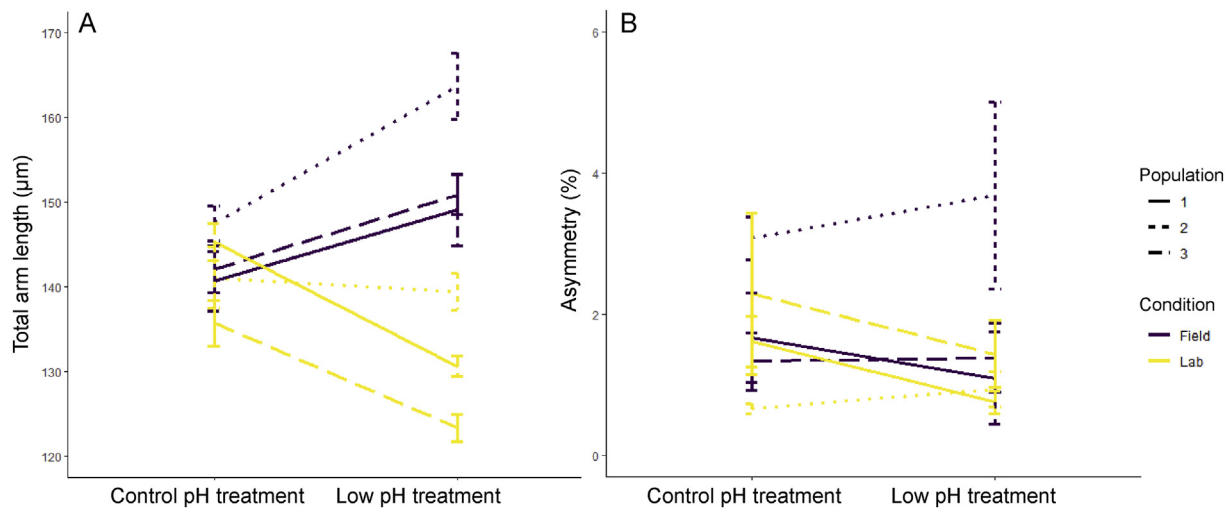 A
Total arm length (µm)
170
160
150
140
130
120
Control pH treatment
Low pH treatment
B
Asymmetry (%)
6
4
2
0
Control pH treatment
Low pH treatment
Population
1
2
3
Condition
Field
Lab